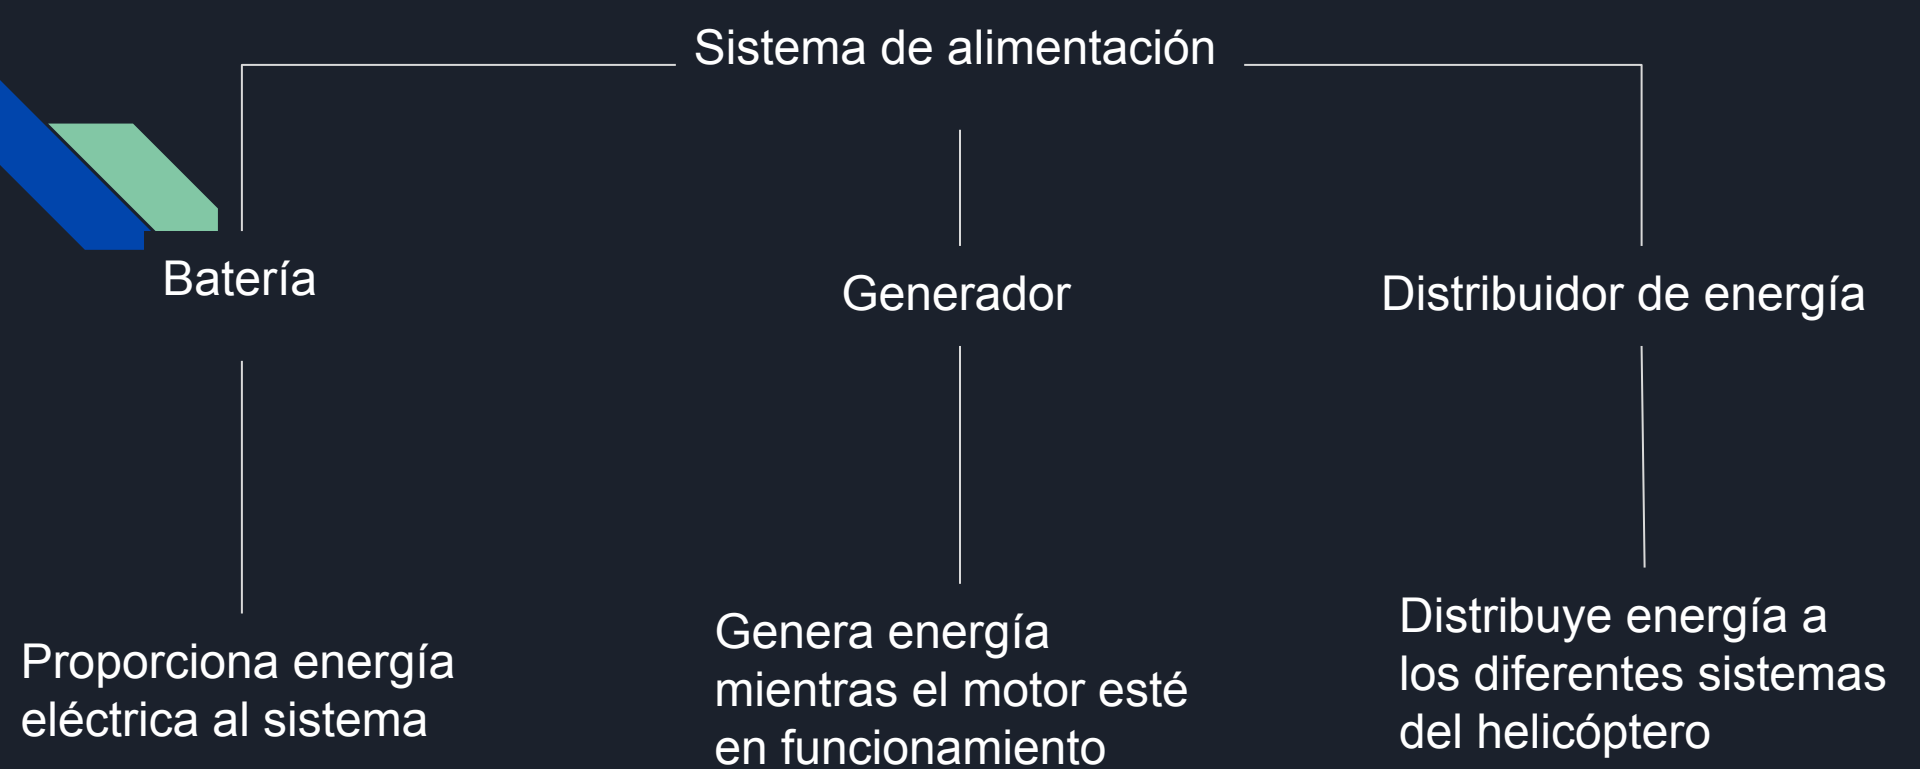 Sistema de alimentación
Batería
Generador
Distribuidor de energía
Proporciona energía
eléctrica al sistema
Genera energía
mientras el motor esté
en funcionamiento
Distribuye energía a
los diferentes sistemas
del helicóptero